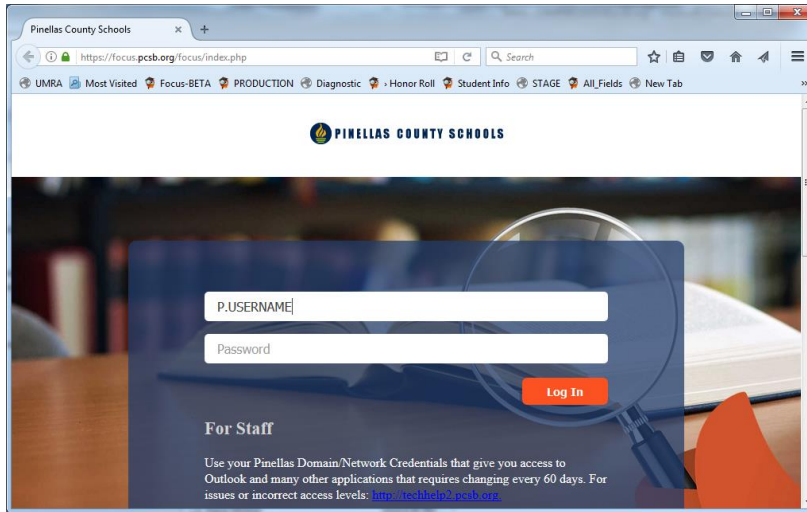 Pinellas County Schools
https://focus.pcsb.org/focus/index.php
Search
UMRA Most Visited Focus-BETA PRODUCTION Diagnostic › Honor Roll Student Info STAGE All_Fields New Tab »
PINELLAS COUNTY SCHOOLS
P.USERNAME
Password
Log In
For Staff
Use your Pinellas Domain/Network Credentials that give you access to
Outlook and many other applications that requires changing every 60 days. For
issues or incorrect access levels: http://techhelp2.pcsb.org.